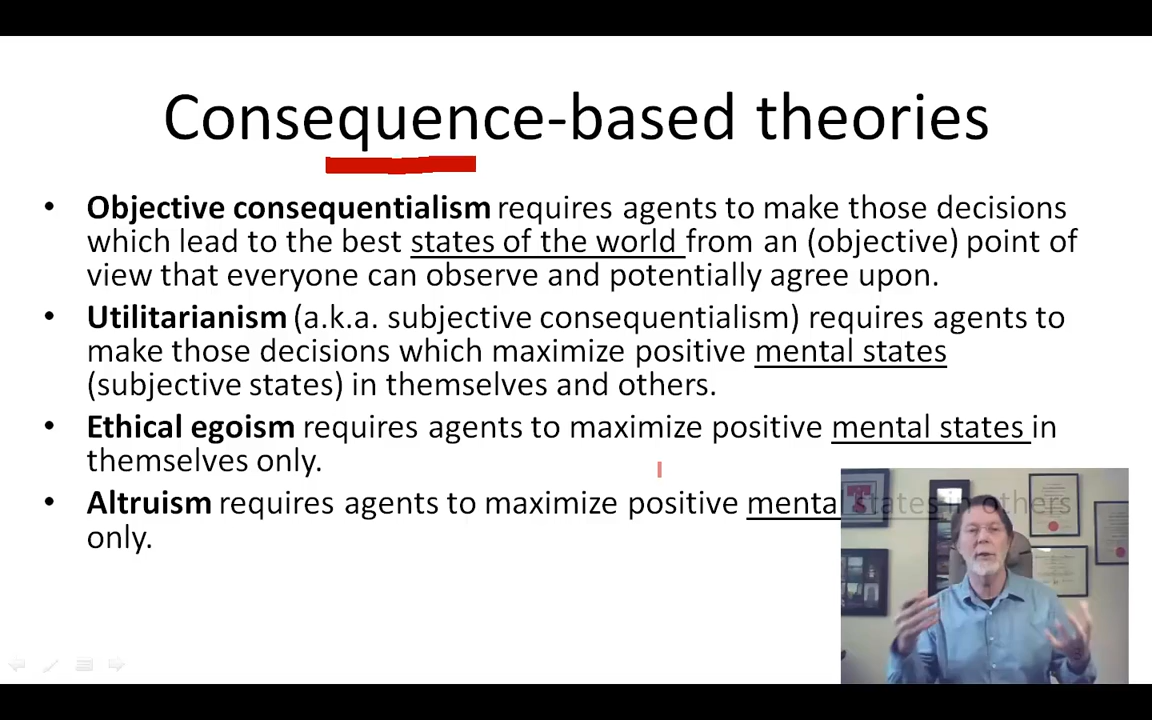 Consequence-based theories
• Objective consequentialism requires agents to make those decisions
which lead to the best states of the world from an (objective) point of
view that everyone can observe and potentially agree upon.
• Utilitarianism (a.k.a. subjective consequentialism) requires agents to
make those decisions which maximize positive mental states
(subjective states) in themselves and others.
• Ethical egoism requires agents to maximize positive mental states in
themselves only.
• Altruism requires agents to maximize positive mental states in others
only.